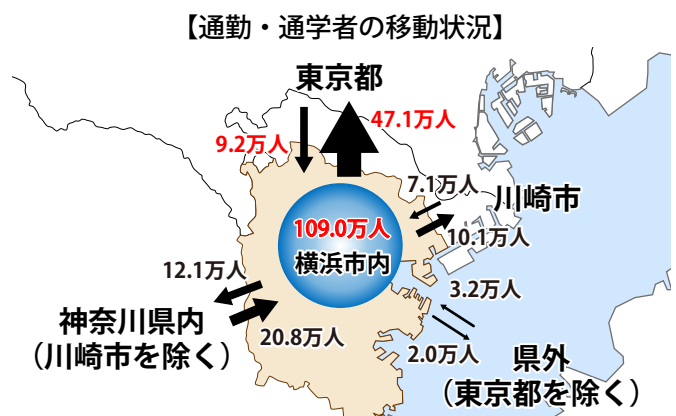 【通勤・通学者の移動状況】
東京都
47.1万人
9.2万人
7.1万人
川崎市
109.0万人
10.1万人
横浜市内
12.1万人
3.2万人
神奈川県内
（川崎市を除く）
20.8万人
2.0万人
県外
（東京都を除く）